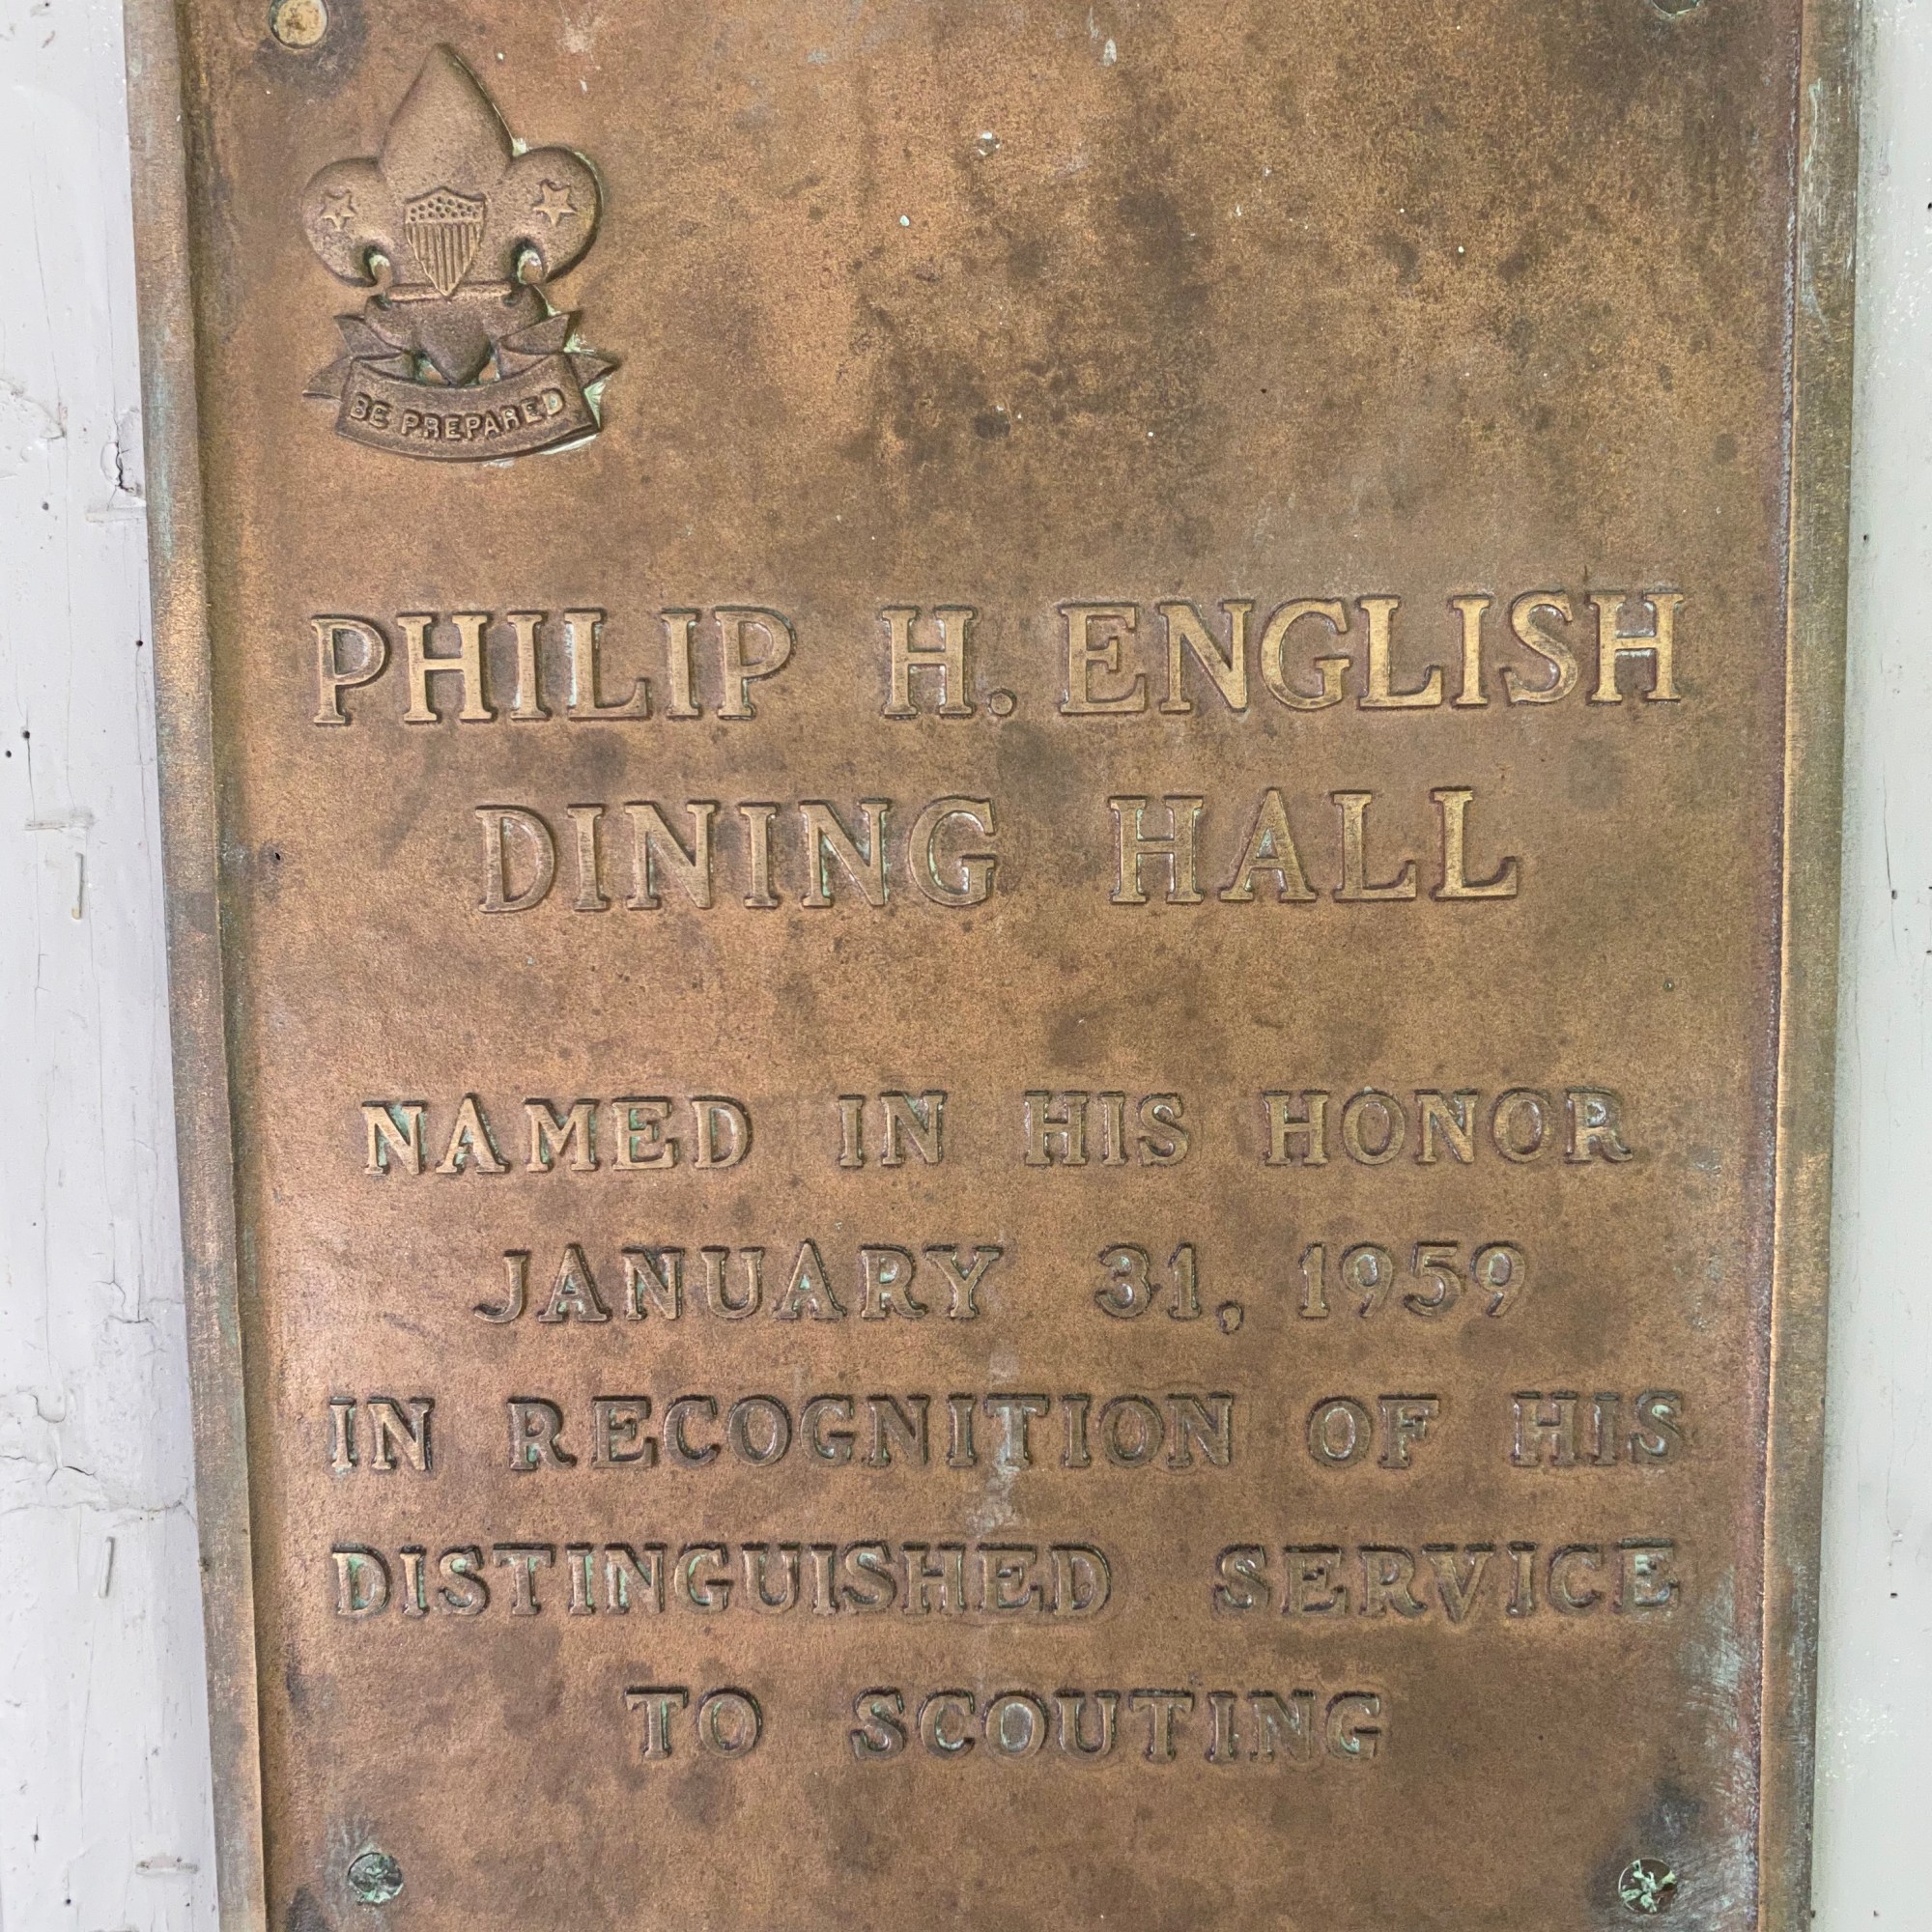 BE PREPARED
PHILIP H. ENGLISH
DINING HALL
NAMED IN HIS HONOR
JANUARY 31, 1959
IN RECOGNITION OF HIS
DISTINGUISHED SERVICE
TO SCOUTING